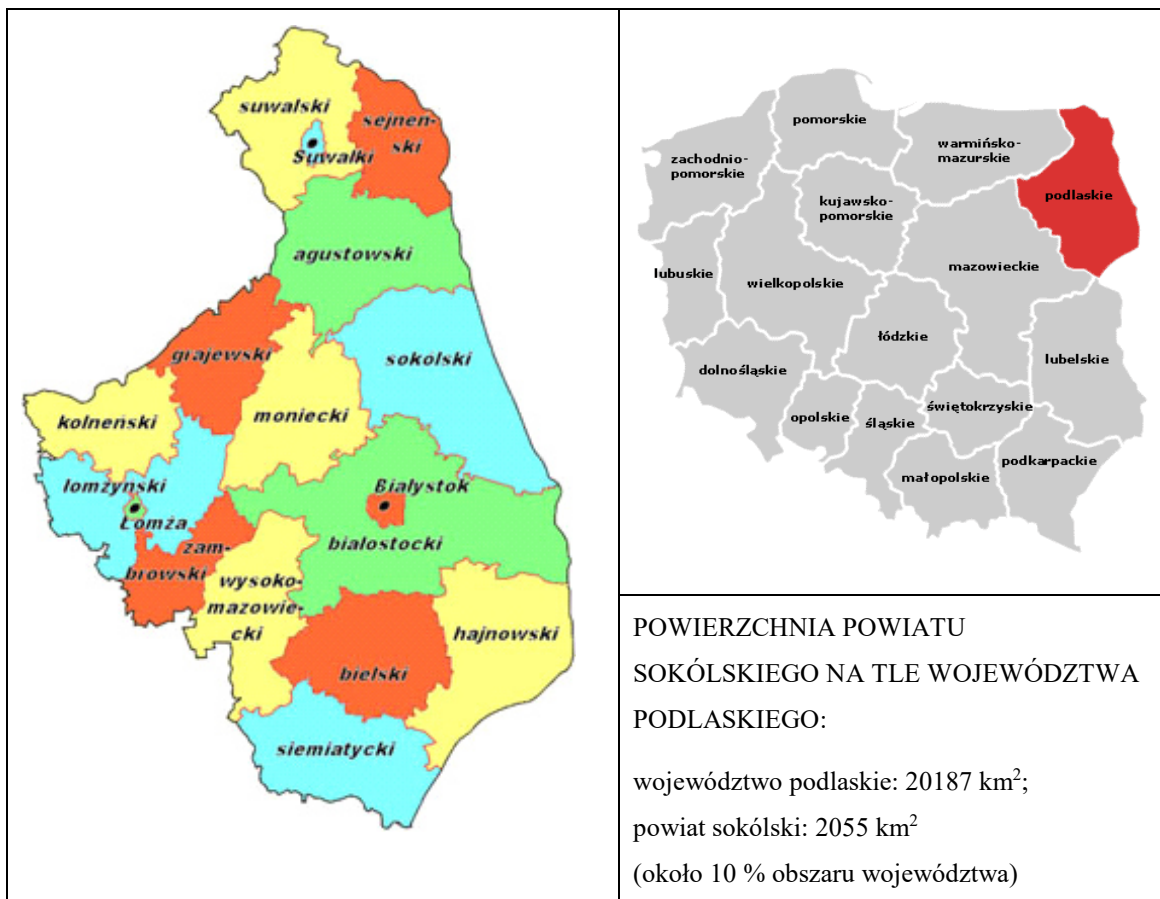 suwalski
sejnen-
ski
Suwałki
agustowski
grajewski
sokolski
kolneński
moniecki
łomżyński
Białystok
Łomża
zam-
browski
białostocki
wysoko-
mazowie-
cki
hajnowski
bielski
siemiatycki
pomorskie
zachodnio-
pomorskie
warmińsko-
mazurskie
podlaskie
kujawsko-
pomorskie
mazowieckie
lubuskie
wielkopolskie
łódzkie
lubelskie
dolnośląskie
opolskie
śląskie
świętokrzyskie
podkarpackie
małopolskie
POWIERZCHNIA POWIATU
SOKÓLSKIEGO NA TLE WOJEWÓDZTWA
PODLASKIEGO:
województwo podlaskie: 20187 km²;
powiat sokólski: 2055 km²
(około 10 % obszaru województwa)